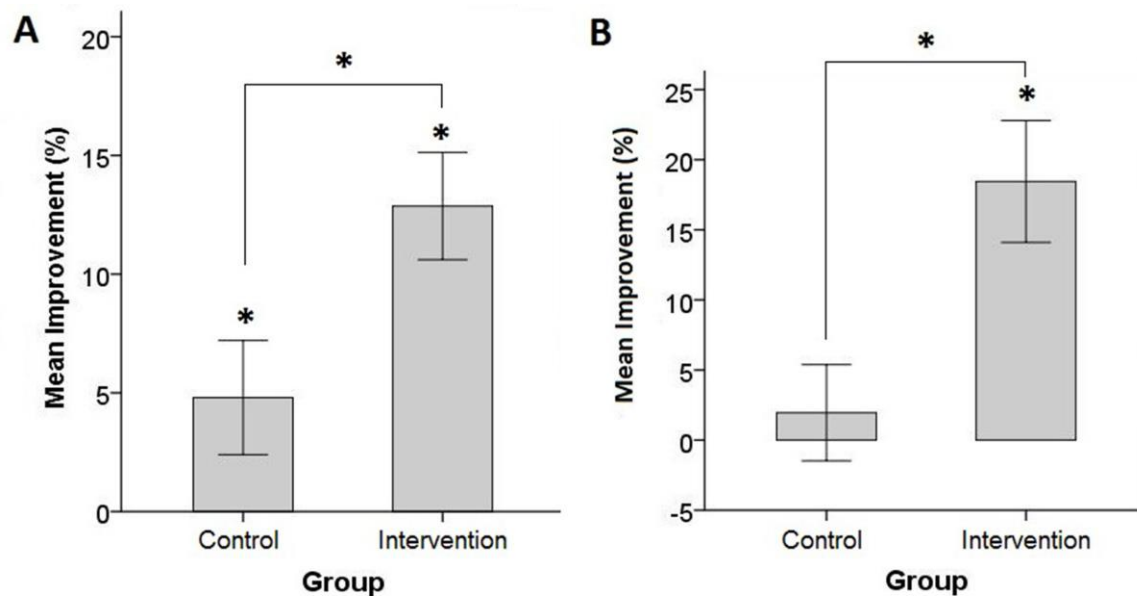 A
Mean Improvement (%)
20
15
10
5
0
*
*
*
Control
Intervention
Group
B
Mean Improvement (%)
25
20
15
10
5
0
-5
*
*
Control
Intervention
Group